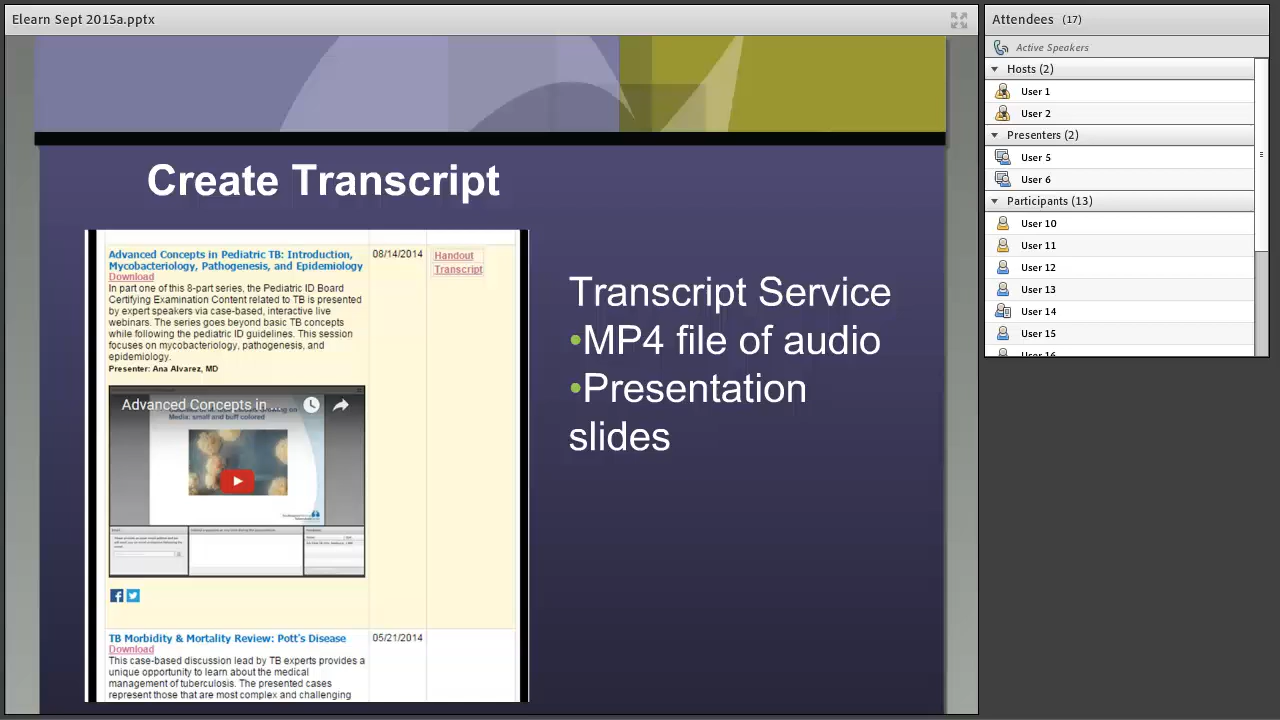 Elearn Sept 2015a.pptx
Create Transcript
Advanced Concepts in Pediatric TB: Introduction,
Mycobacteriology, Pathogenesis, and Epidemiology
Download
In part one of this 8-part series, the Pediatric ID Board
Certifying Examination Content related to TB is presented
by expert speakers via case-based, interactive live
webinars. The series goes beyond basic TB concepts
while following the pediatric ID guidelines. This session
focuses on mycobacteriology, pathogenesis, and
epidemiology.
Presenter: Ana Alvarez, MD
08/14/2014
Handout
Transcript
Advanced Concepts in ...
Media: small and buff colored
TB Morbidity & Mortality Review: Pott's Disease
Download
This case-based discussion lead by TB experts provides a
unique opportunity to learn about the medical
management of tuberculosis. The presented cases
represent those that are most complex and challenging
05/21/2014
Transcript Service
•MP4 file of audio
•Presentation
slides
Attendees (17)
Active Speakers
Hosts (2)
User 1
User 2
Presenters (2)
User 5
User 6
Participants (13)
User 10
User 11
User 12
User 13
User 14
User 15
User 16